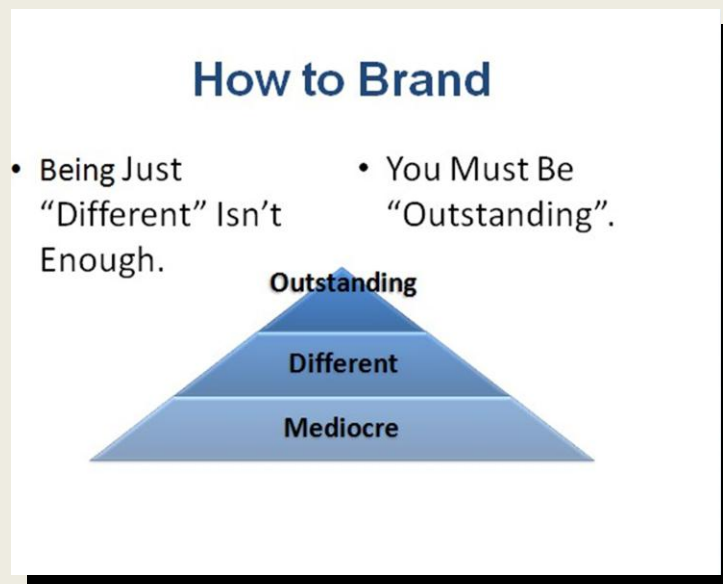 How to Brand
• Being Just
“Different” Isn’t
Enough.
• You Must Be
“Outstanding”.
Outstanding
Different
Mediocre